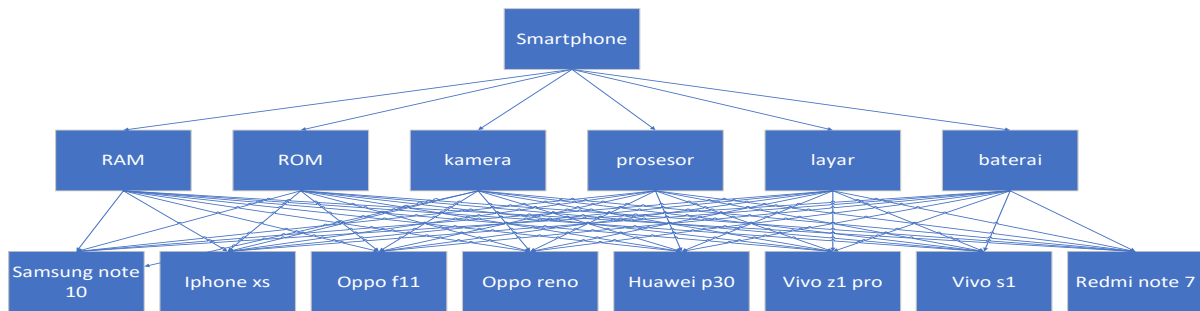 Smartphone
RAM
ROM
kamera
prosesor
layar
baterai
Samsung note
10
Iphone xs
Oppo f11
Oppo reno
Huawei p30
Vivo z1 pro
Vivo s1
Redmi note 7